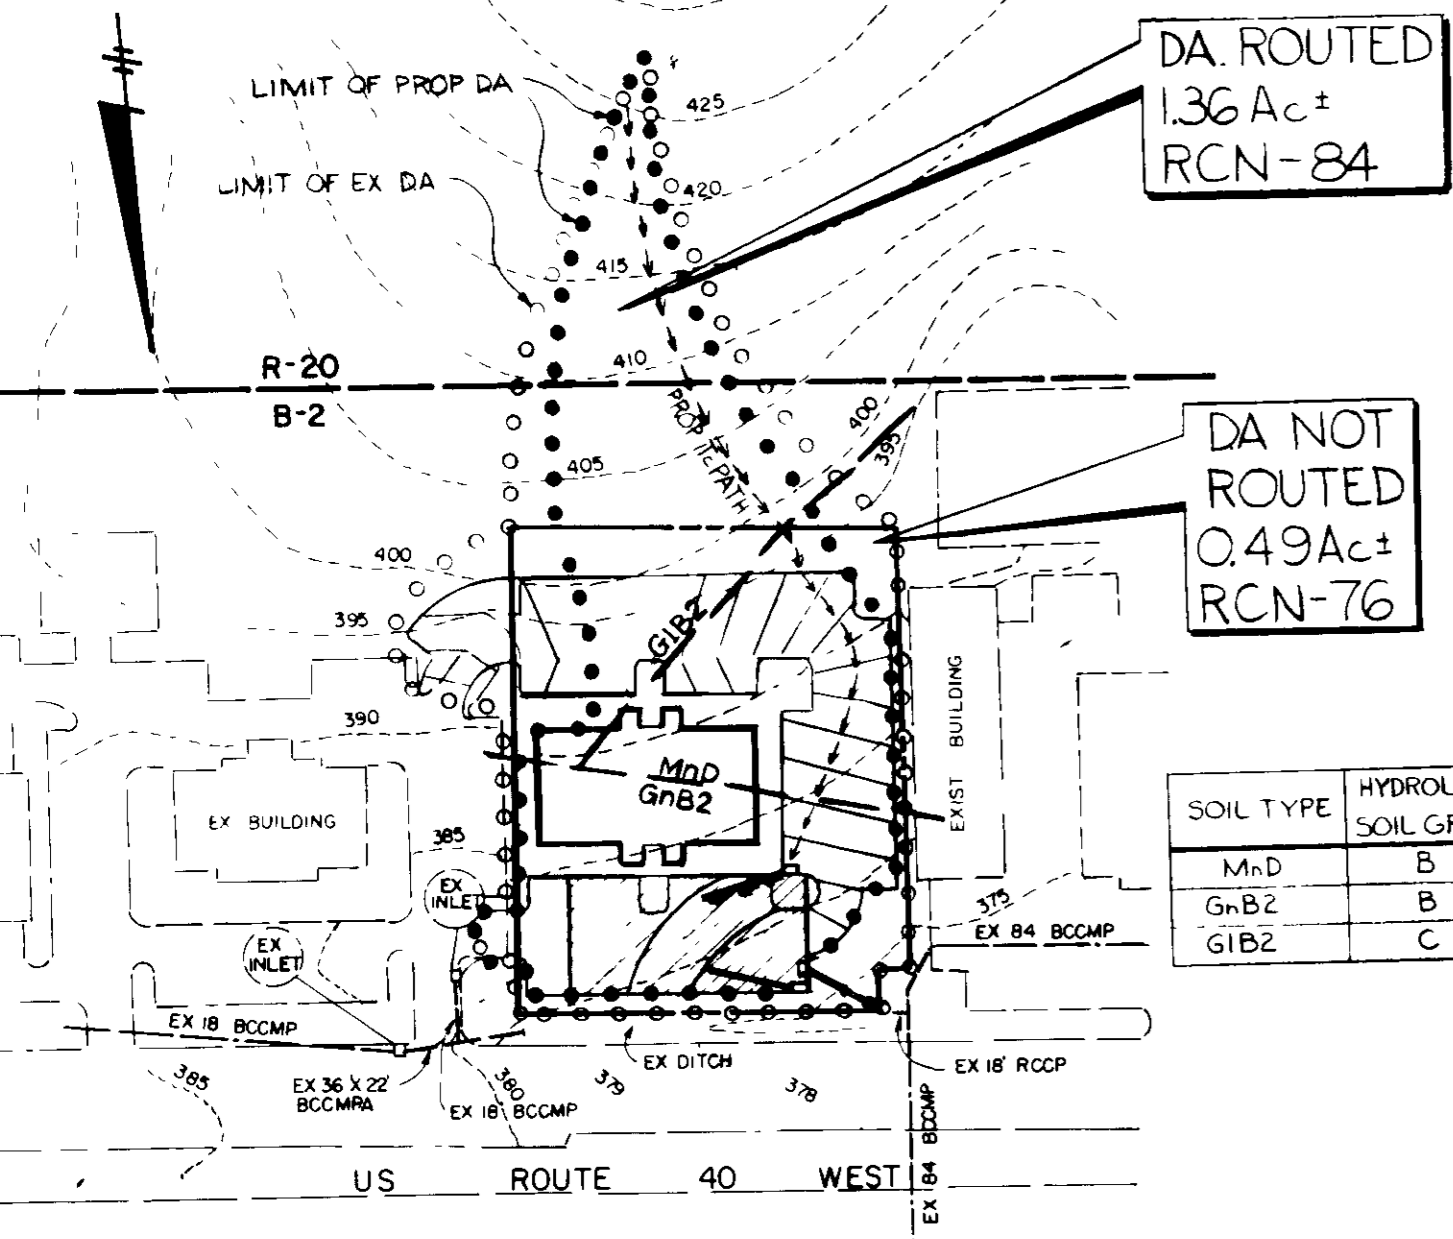 DA. ROUTED
1.36 Ac±
RCN-84
LIMIT OF PROP DA
425
LIMIT OF EX DA
420
415
410
R-20
B-2
PROP Tc PATH
400
395
405
DA NOT
ROUTED
0.49Ac±
RCN-76
400
395
GIB2
390
MnD
GnB2
EXIST BUILDING
EX BUILDING
385
SOIL TYPE
MnD B
GnB2 B
GIB2 C
EX
INLET
EX
INLET
375
EX 84 BCCMP
EX 18 BCCMP
EX DITCH
EX 18' RCCP
385
EX 36 X 22'
BCCMPA
380
379
378
EX 18' BCCMP
EX 84 BCCMP
US ROUTE 40 WEST